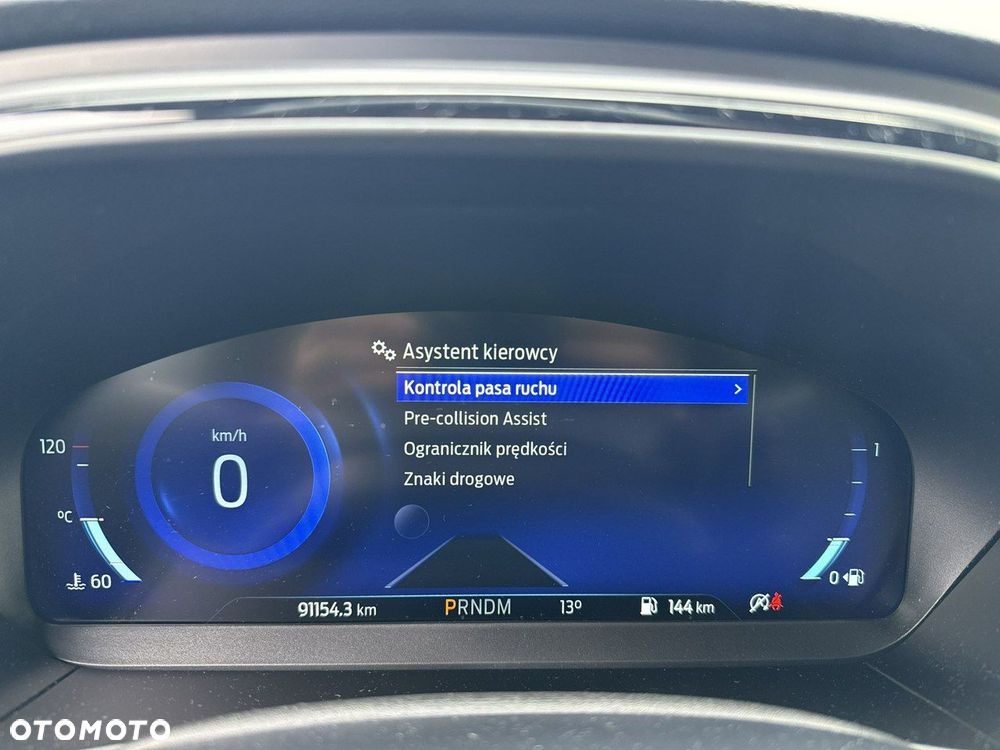 Asystent kierowcy
Kontrola pasa ruchu >
Pre-collision Assist
Ogranicznik prędkości
Znaki drogowe
km/h
0
120
°C
60
1
0
91154.3 km PRNDM 13° 144 km
OTOMOTO